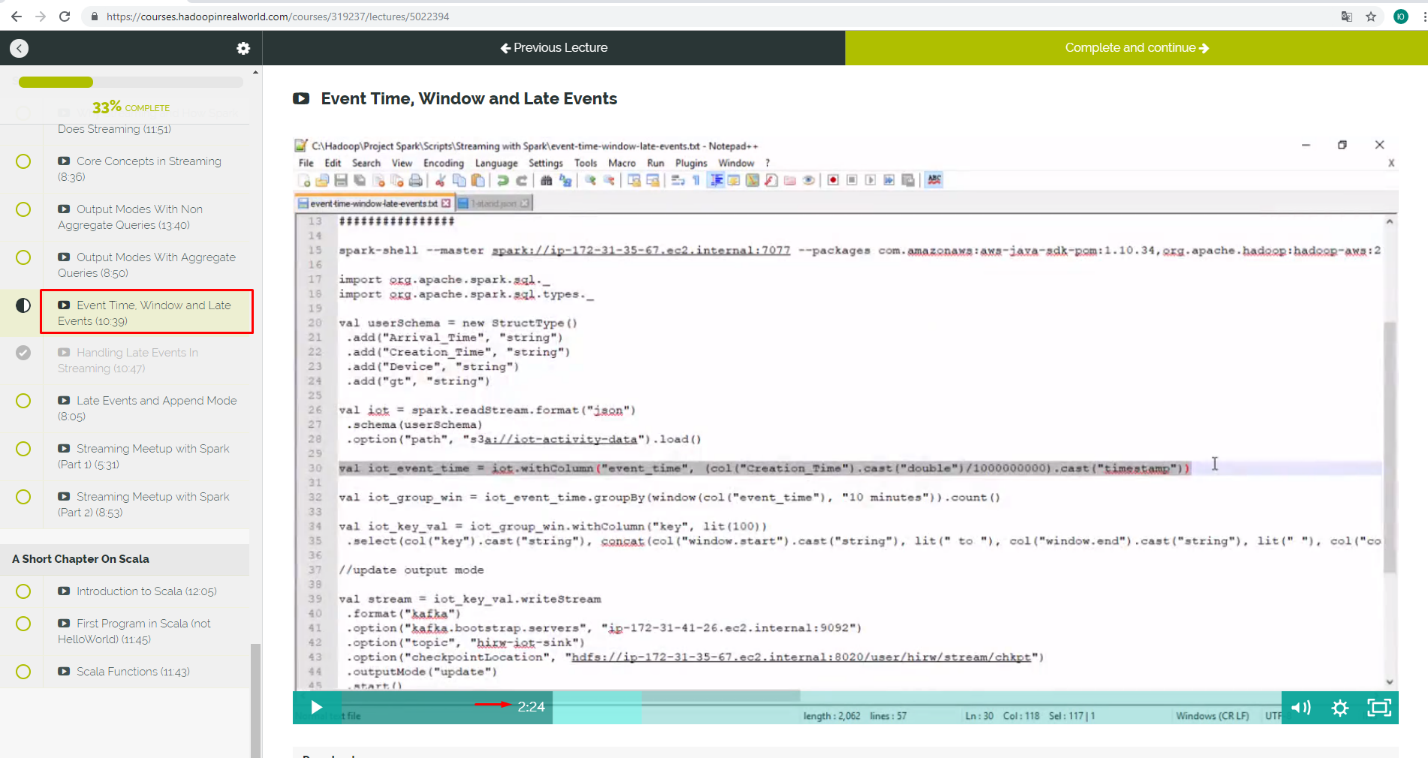 https://courses.hadoopinrealworld.com/courses/319237/lectures/5022394
Previous Lecture
Complete and continue
33% COMPLETE
Does Streaming (11:51)
Core Concepts in Streaming
(8:36)
Output Modes With Non
Aggregate Queries (13:40)
Output Modes With Aggregate
Queries (8:50)
Event Time, Window and Late
Events (10:39)
Handling Late Events In
Streaming (10:47)
Late Events and Append Mode
(8:05)
Streaming Meetup with Spark
(Part 1) (5:31)
Streaming Meetup with Spark
(Part 2) (8:53)
A Short Chapter On Scala
Introduction to Scala (12:05)
First Program in Scala (not
HelloWorld) (11:45)
Scala Functions (11:43)
Event Time, Window and Late Events
C:\Hadoop\Project Spark\Scripts\Streaming with Spark\event-time-window-late-events.txt - Notepad++
File Edit Search View Encoding Language Settings Tools Macro Run Plugins Window ?
X
event-time-window-late-events.txt
13 ################
14
15 spark-shell --master spark://ip-172-31-35-67.ec2.internal:7077 --packages com.amazonaws:aws-java-sdk-pom:1.10.34,org.apache.hadoop:hadoop-aws:2
16
17 import org.apache.spark.sql._
18 import org.apache.spark.sql.types._
19
20 val userSchema = new StructType()
21 .add("Arrival_Time", "string")
22 .add("Creation_Time", "string")
23 .add("Device", "string")
24 .add("gt", "string")
25
26 val iot = spark.readStream.format("json")
27 .schema(userSchema)
28 .option("path", "s3a://iot-activity-data").load()
29
30 val iot_event_time = iot.withColumn("event_time", (col("Creation_Time").cast("double")/1000000000).cast("timestamp"))
31
32 val iot_group_win = iot_event_time.groupBy(window(col("event_time"), "10 minutes")).count()
33
34 val iot_key_val = iot_group_win.withColumn("key", lit(100))
35 .select(col("key").cast("string"), concat(col("window.start").cast("string"), lit(" to "), col("window.end").cast("string"), lit(" "), col("co
36
37 //update output mode
38
39 val stream = iot_key_val.writeStream
40 .format("kafka")
41 .option("kafka.bootstrap.servers", "ip-172-31-41-26.ec2.internal:9092")
42 .option("topic", "hirw-iot-sink")
43 .option("checkpointLocation", "hdfs://ip-172-31-35-67.ec2.internal:8020/user/hirw/stream/chkpt")
44 .outputMode("update")
45 .start()
2:24
length : 2,062 lines : 57
Ln : 30 Col : 118 Sel : 117 | 1
Windows (CR LF)
UTF